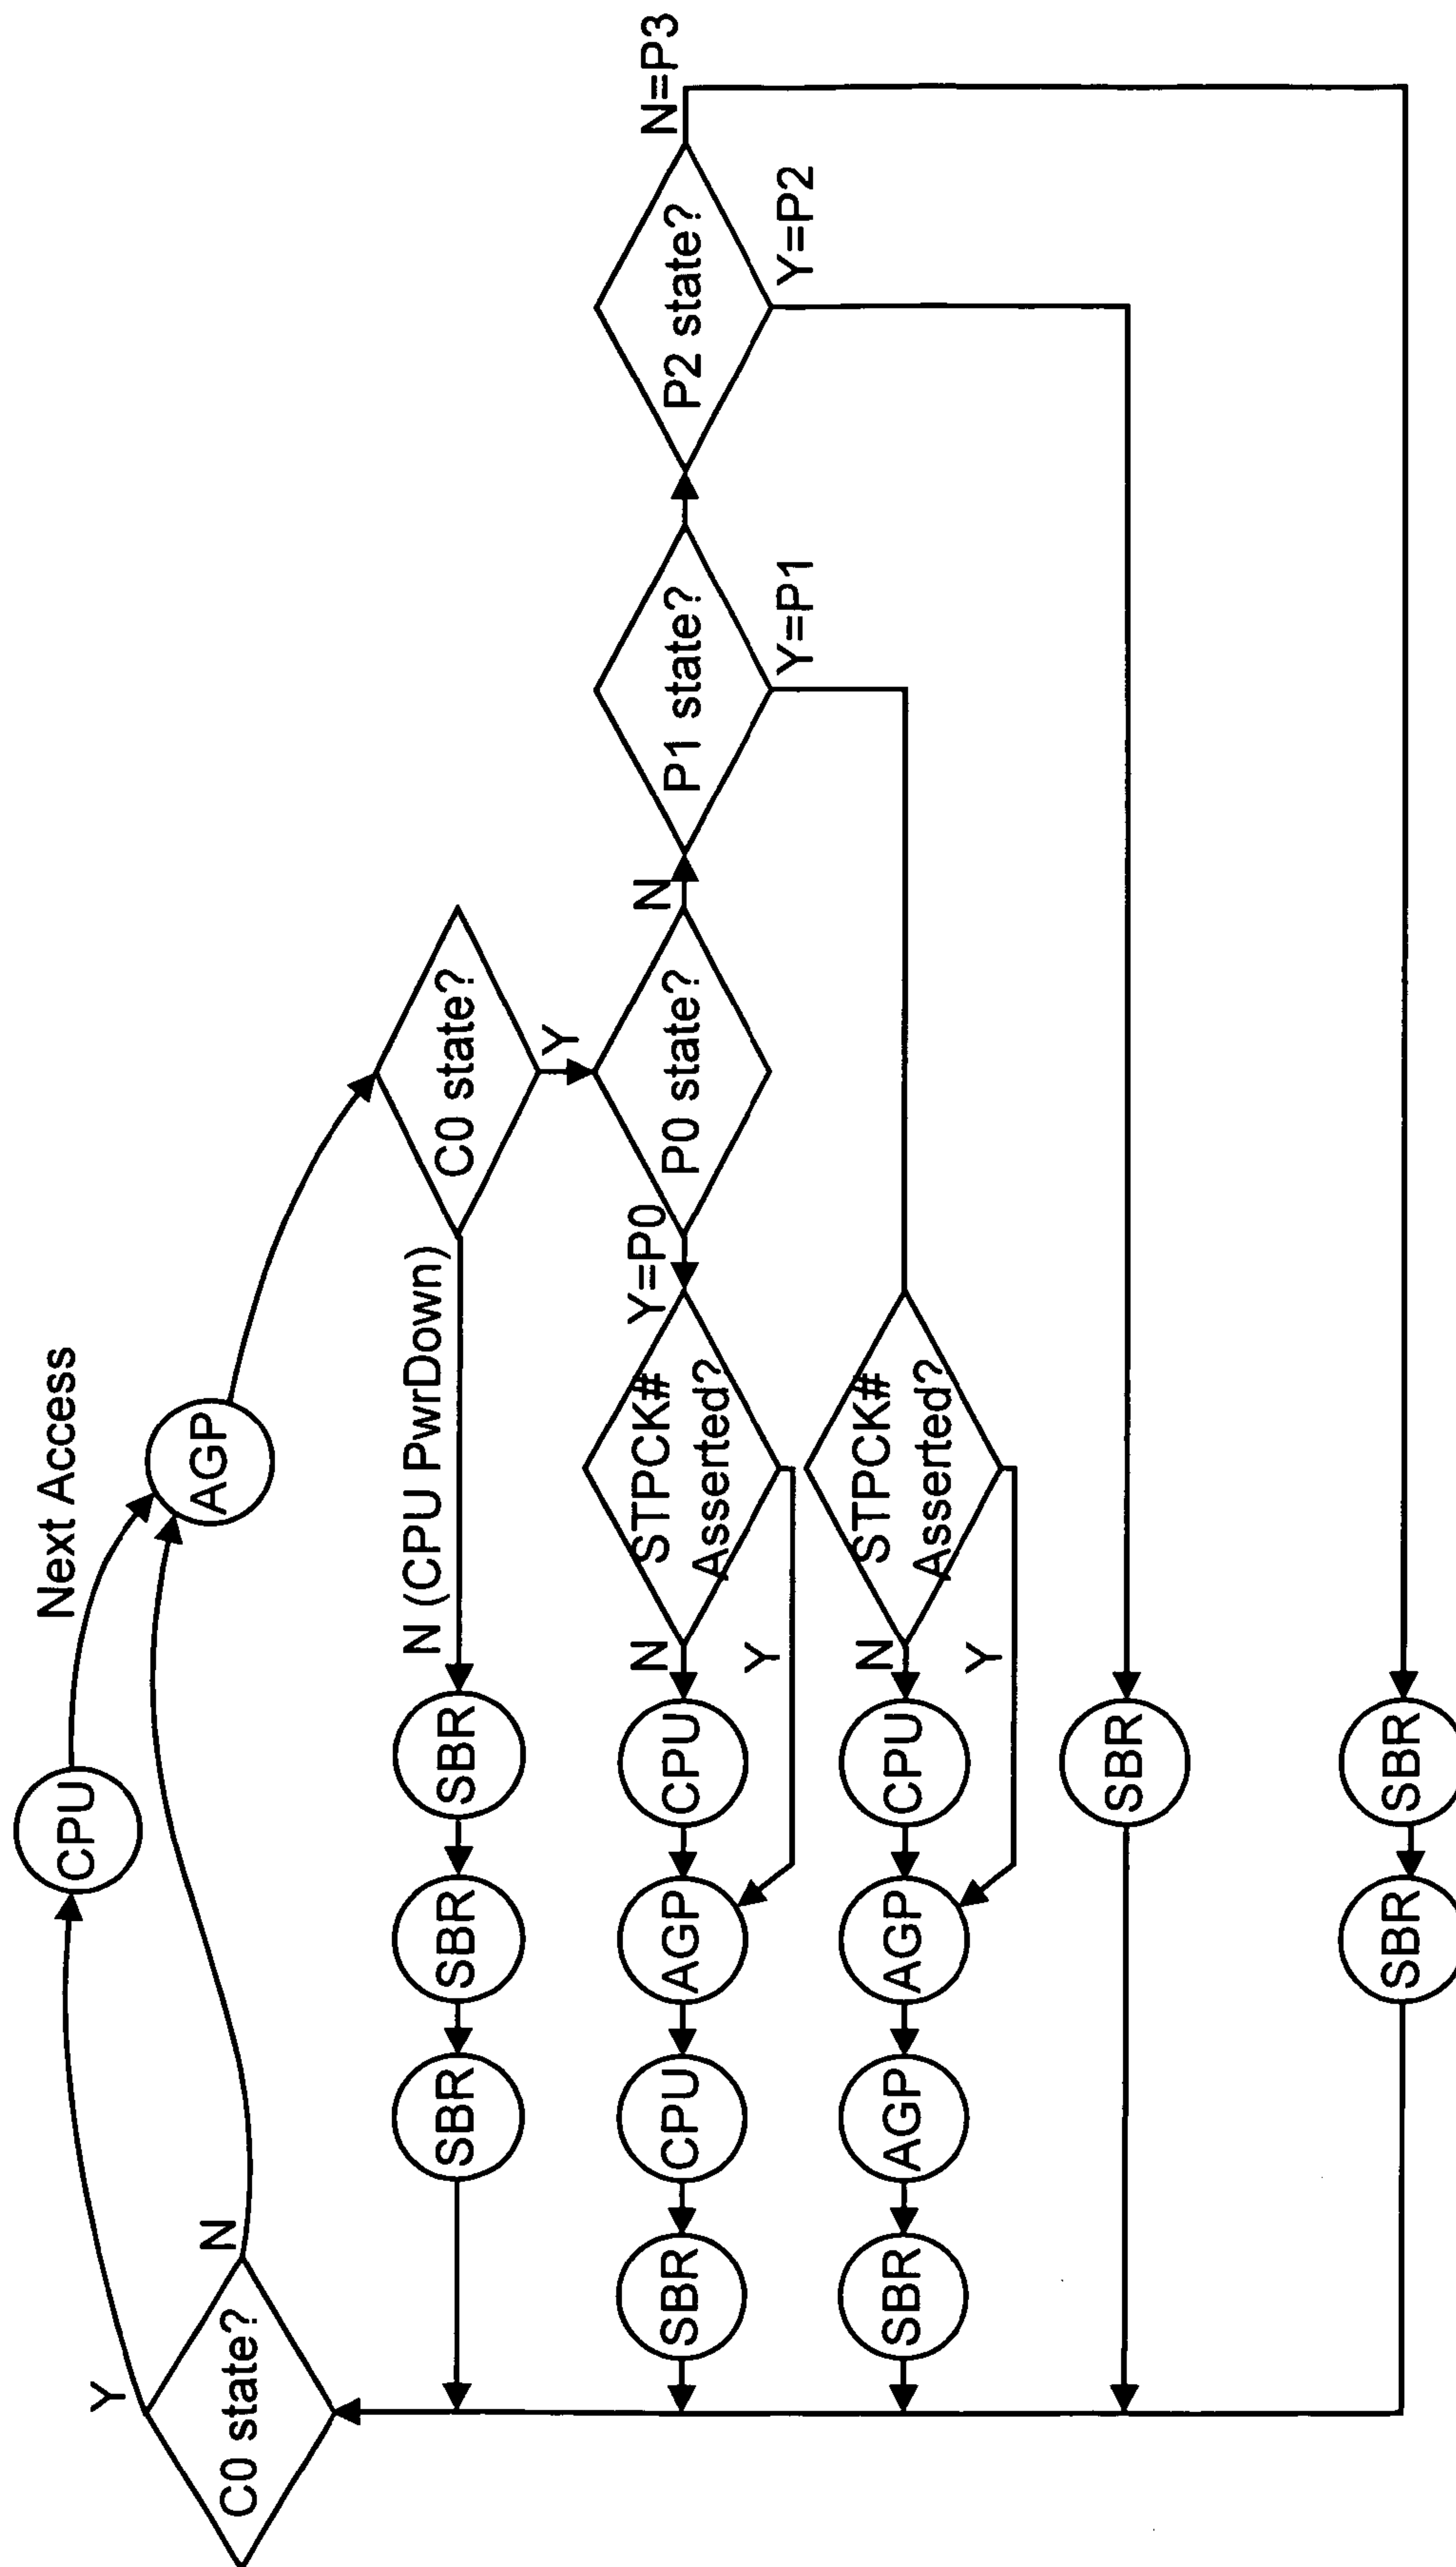 Next Access
CPU
AGP
Y
N
C0 state?
C0 state?
N (CPU PwrDown)
SBR
SBR
SBR
Y
P0 state?
N
P1 state?
P2 state?
N=P3
Y=P0
STPCK#
Asserted?
N
Y
CPU
AGP
CPU
SBR
Y=P1
STPCK#
Asserted?
N
Y
CPU
AGP
AGP
SBR
Y=P2
SBR
SBR
SBR